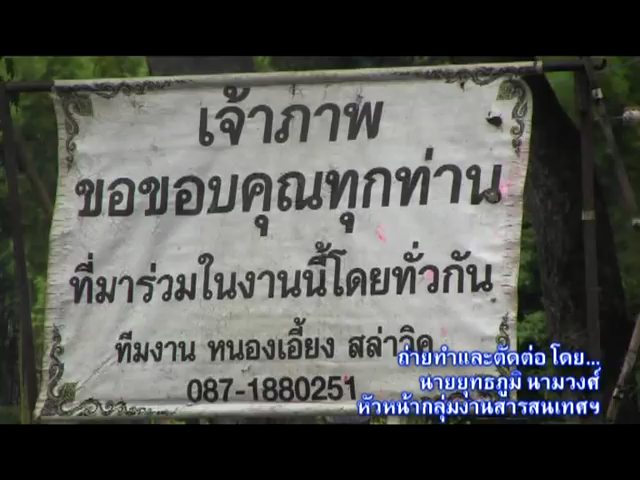 เจ้าภาพ
ขอขอบคุณทุกท่าน
ที่มาร่วมในงานนี้โดยทั่วกัน
ทีมงาน หนองเอี้ยง สล่าวิค
087-1880251
ถ่ายทำและตัดต่อ โดย...
นายยุทธภูมิ นามวงศ์
หัวหน้ากลุ่มงานสารสนเทศฯ